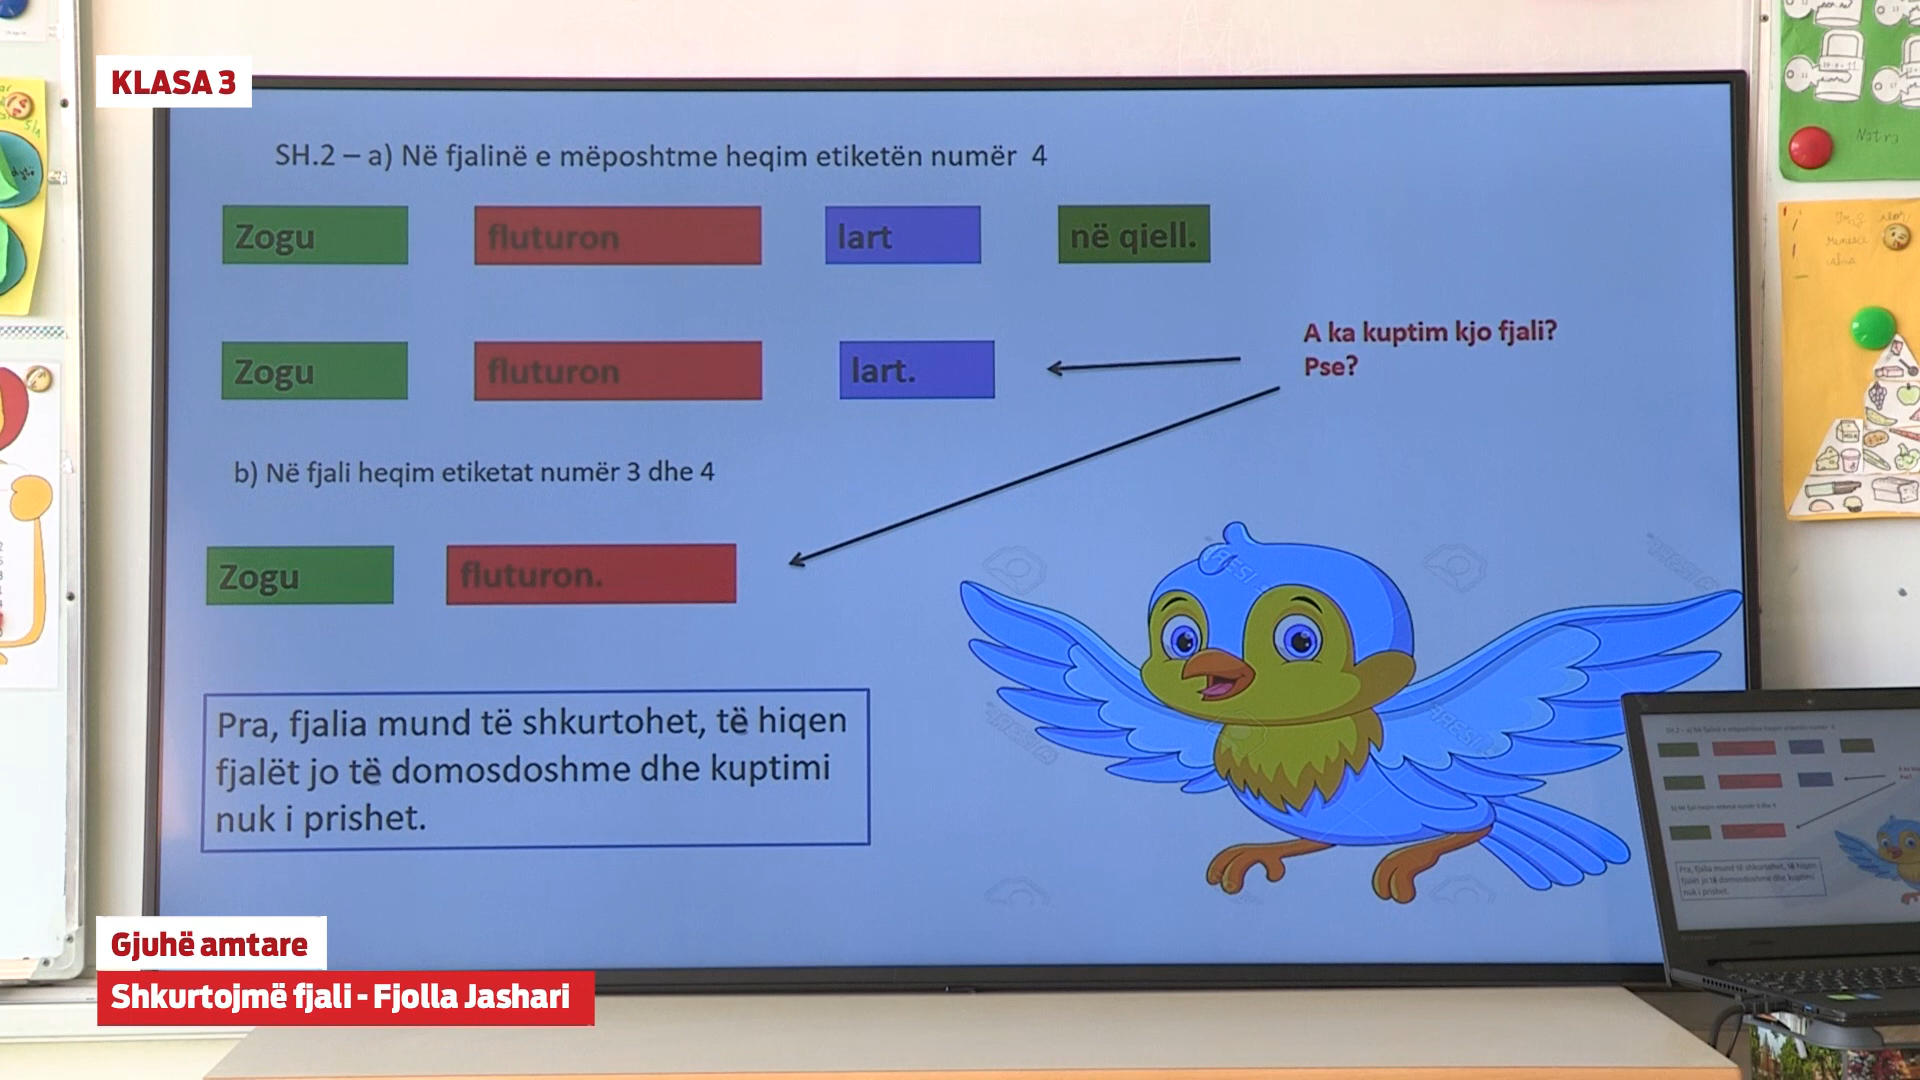 KLASA 3
SH.2 – a) Në fjalinë e mëposhtme heqim etiketën numër 4
Zogu fluturon lart në qiell.
Zogu fluturon lart.
A ka kuptim kjo fjali?
Pse?
b) Në fjali heqim etiketat numër 3 dhe 4
Zogu fluturon.
Pra, fjalia mund të shkurtohet, të hiqen
fjalët jo të domosdoshme dhe kuptimi
nuk i prishet.
Gjuhë amtare
Shkurtojmë fjali - Fjolla Jashari